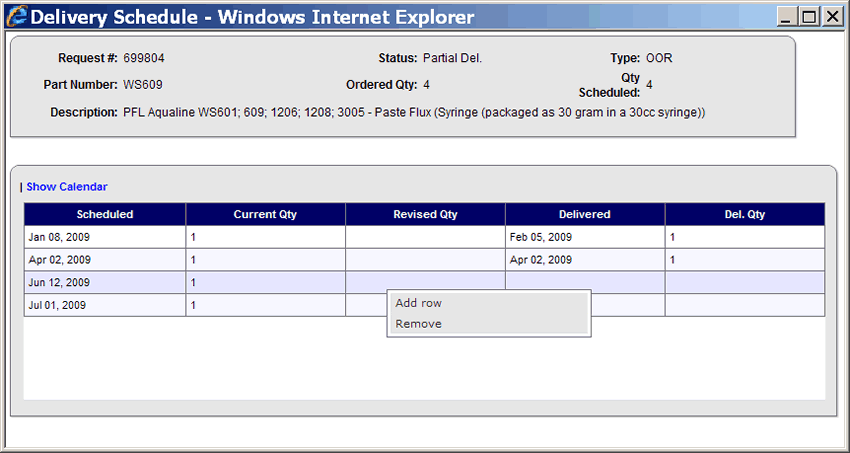 Delivery Schedule - Windows Internet Explorer
Request #: 699804 Status: Partial Del. Type: OOR
Part Number: WS609 Ordered Qty: 4 Qty Scheduled: 4
Description: PFL Aqualine WS601; 609; 1206; 1208; 3005 - Paste Flux (Syringe (packaged as 30 gram in a 30cc syringe))
| Show Calendar
Scheduled Current Qty Revised Qty Delivered Del. Qty
Jan 08, 2009 1 Feb 05, 2009 1
Apr 02, 2009 1 Apr 02, 2009 1
Jun 12, 2009 1
Jul 01, 2009 1
Add row
Remove